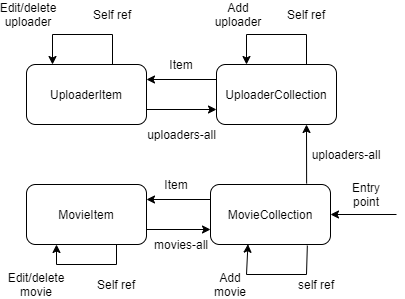 Edit/delete
uploader
Self ref
Add
uploader
Self ref
Item
UploaderItem
UploaderCollection
uploaders-all
uploaders-all
Item
Entry
point
MovieItem
MovieCollection
movies-all
Edit/delete
movie
Self ref
Add
movie
self ref